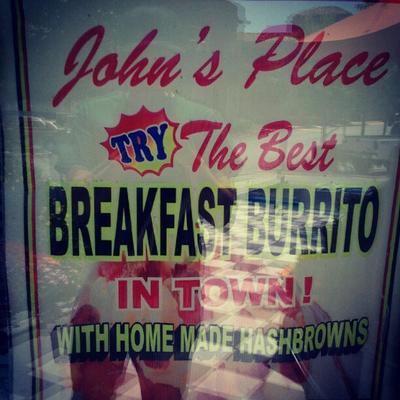 John's Place
TRY The Best
BREAKFAST BURRITO
IN TOWN!
WITH HOME MADE HASHBROWNS